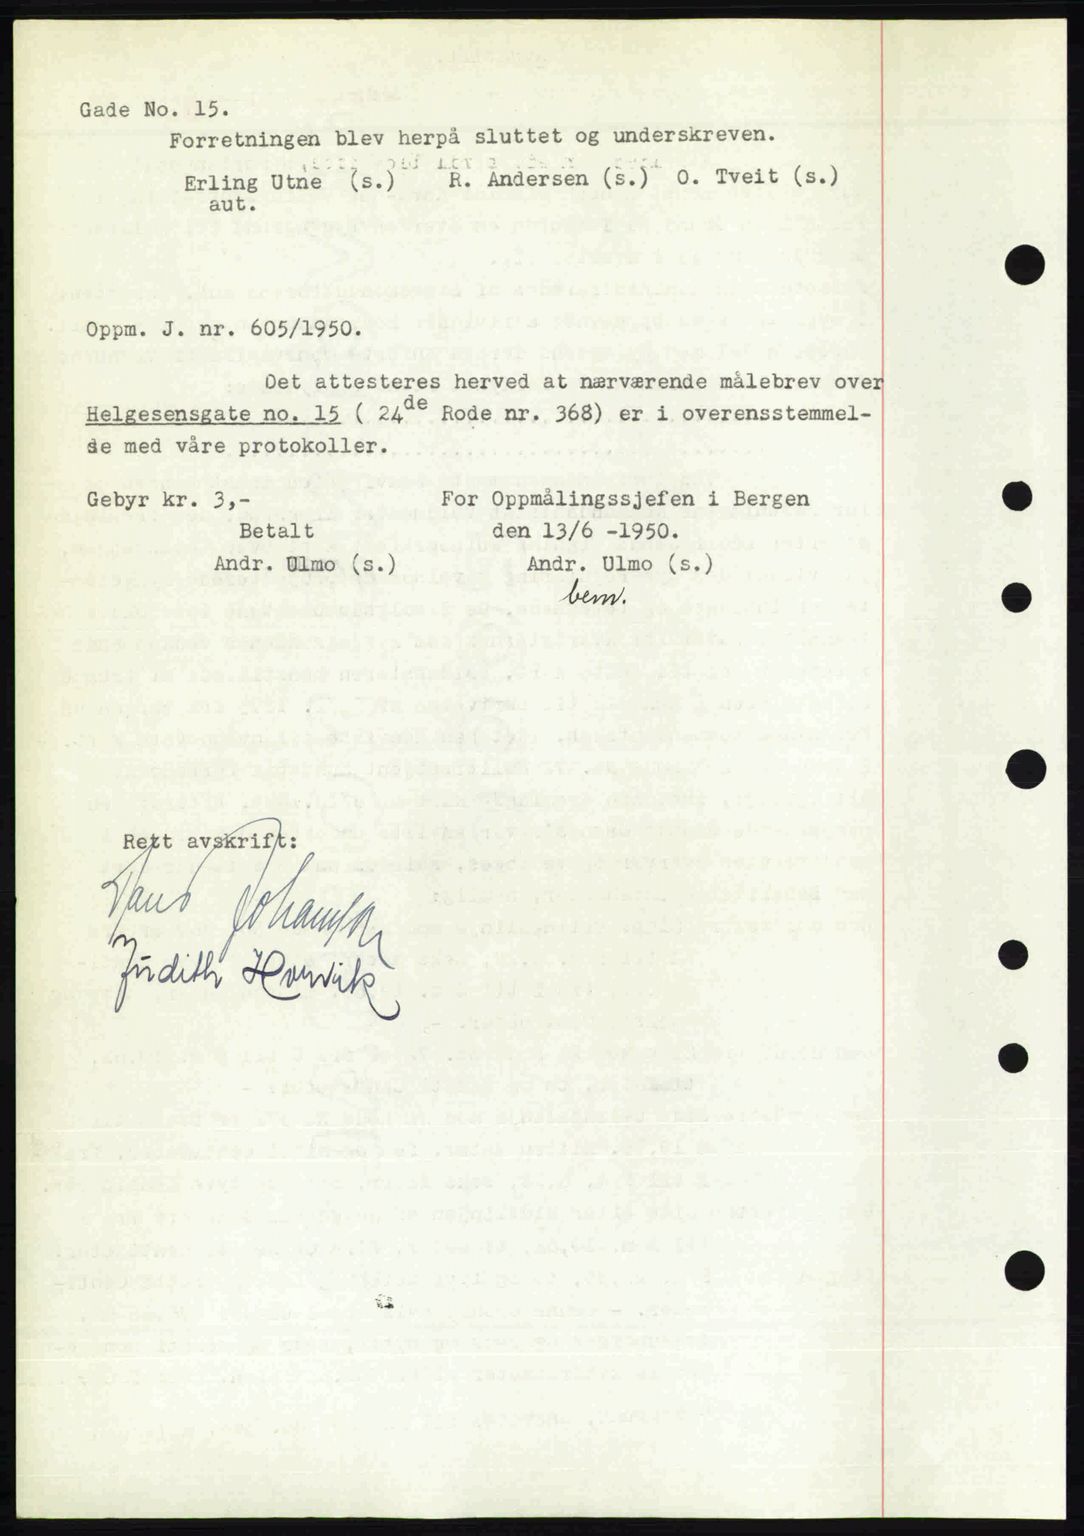 Gade No. 15.
Forretningen blev herpå sluttet og underskreven.
Erling Utne (s.) R. Andersen (s.) O. Tveit (s.)
aut.
Oppm. J. nr. 605/1950.
Det attesteres herved at nærværende målebrev over
Helgesensgate no. 15 ( 24de Rode nr. 368) er i overensstemmel-
se med våre protokoller.
Gebyr kr. 3,- For Oppmålingssjefen i Bergen
Betalt den 13/6 -1950.
Andr. Ulmo (s.) Andr. Ulmo (s.)
bem.
Rett avskrift:
Judith